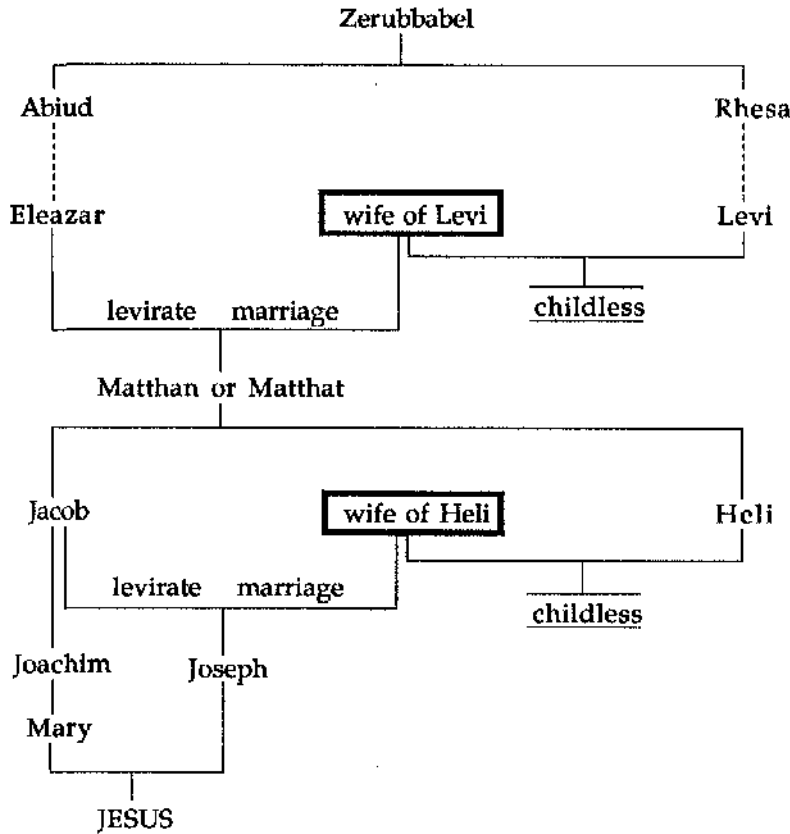 Zerubbabel
Abiud Rhesa
Eleazar wife of Levi Levi
levirate marriage childless
Matthan or Matthat
Jacob wife of Heli Heli
levirate marriage childless
Joachim Joseph
Mary
JESUS